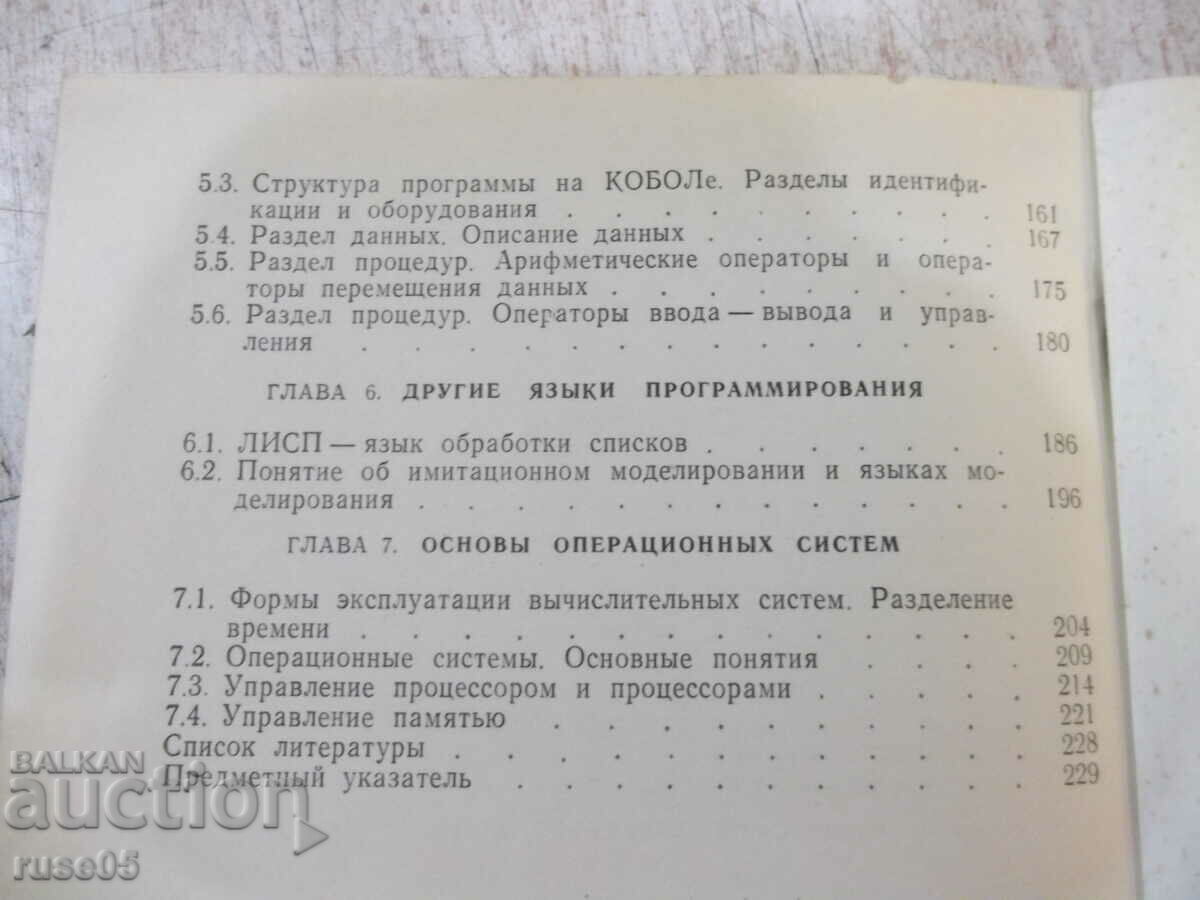 5.3. Структура программы на КОБОЛе. Разделы идентифи-
кации и оборудования . . . . . . . . . . 161
5.4. Раздел данных. Описание данных . . . . . . . 167
5.5. Раздел процедур. Арифметические операторы и опера-
торы перемещения данных . . . . . . . . . 175
5.6. Раздел процедур. Операторы ввода — вывода и управ-
ления . . . . . . . . . . . . . . 180
ГЛАВА 6. ДРУГИЕ ЯЗЫКИ ПРОГРАММИРОВАНИЯ
6.1. ЛИСП — язык обработки списков . . . . . . . 186
6.2. Понятие об имитационном моделировании и языках мо-
делирования . . . . . . . . . . . . . 196
ГЛАВА 7. ОСНОВЫ ОПЕРАЦИОННЫХ СИСТЕМ
7.1. Формы эксплуатации вычислительных систем. Разделение
времени . . . . . . . . . . . . . . 204
7.2. Операционные системы. Основные понятия . . . . 209
7.3. Управление процессором и процессорами . . . . . 214
7.4. Управление памятью . . . . . . . . . . 221
Список литературы . . . . . . . . . . . . 228
Предметный указатель . . . . . . . . . . 229
BALKAN
auction
ruse05